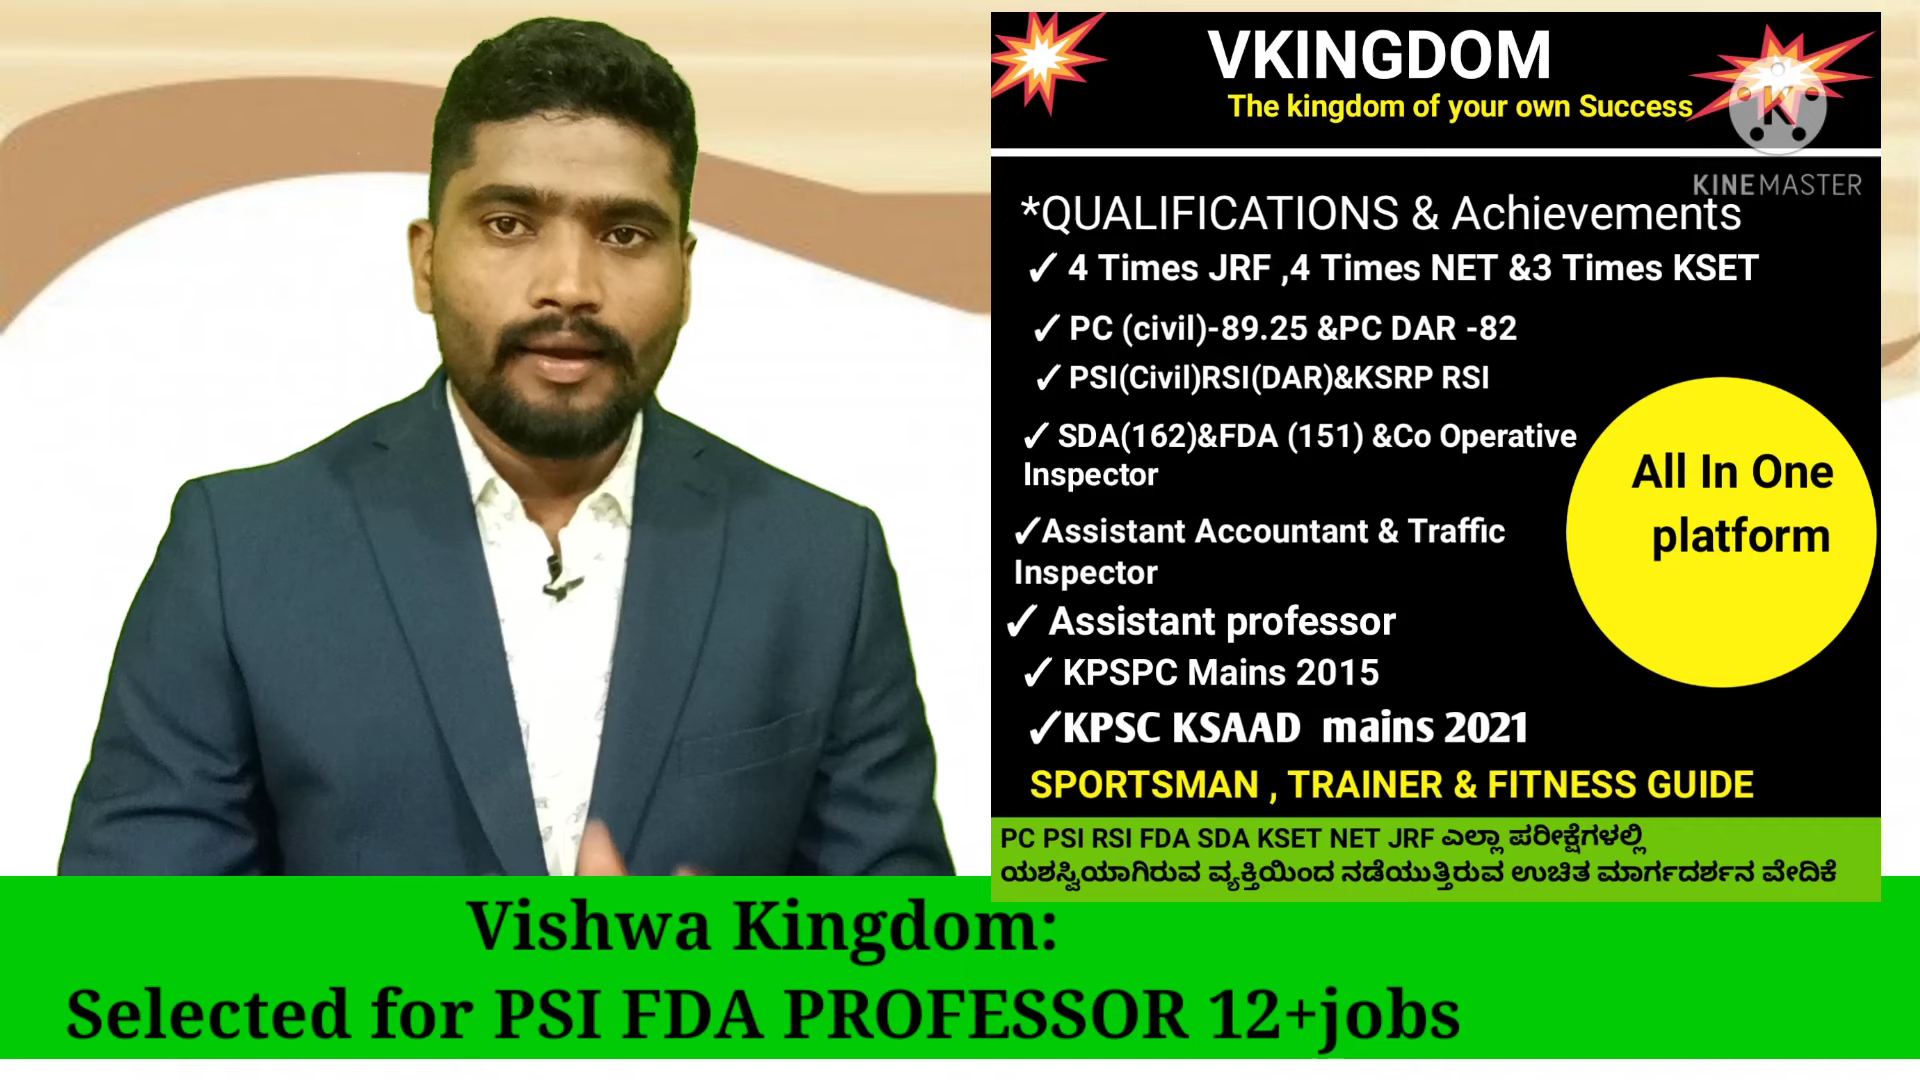 VKINGDOM
The kingdom of your own Success
KINEMASTER
*QUALIFICATIONS & Achievements
✓ 4 Times JRF ,4 Times NET &3 Times KSET
✓ PC (civil)-89.25 &PC DAR -82
✓ PSI(Civil)RSI(DAR)&KSRP RSI
✓ SDA(162)&FDA (151) &Co Operative
Inspector
✓Assistant Accountant & Traffic
Inspector
✓ Assistant professor
✓ KPSPC Mains 2015
✓KPSC KSAAD mains 2021
SPORTSMAN , TRAINER & FITNESS GUIDE
All In One
platform
PC PSI RSI FDA SDA KSET NET JRF ಎಲ್ಲಾ ಪರೀಕ್ಷೆಗಳಲ್ಲಿ
ಯಶಸ್ವಿಯಾಗಿರುವ ವ್ಯಕ್ತಿಯಿಂದ ನಡೆಯುತ್ತಿರುವ ಉಚಿತ ಮಾರ್ಗದರ್ಶನ ವೇದಿಕೆ
Vishwa Kingdom:
Selected for PSI FDA PROFESSOR 12+jobs